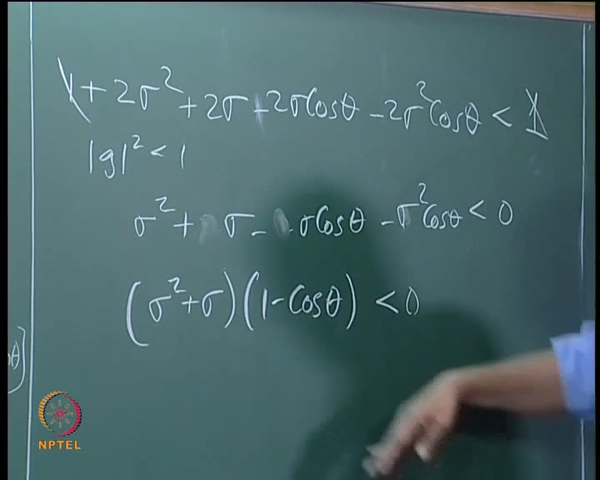 1 + 2σ² + 2σ - 2σCosθ - 2σ²Cosθ < 1
|g|² < 1
σ² + σ - σCosθ - σ²Cosθ < 0
(σ² + σ)(1 - Cosθ) < 0
θ)
NPTEL